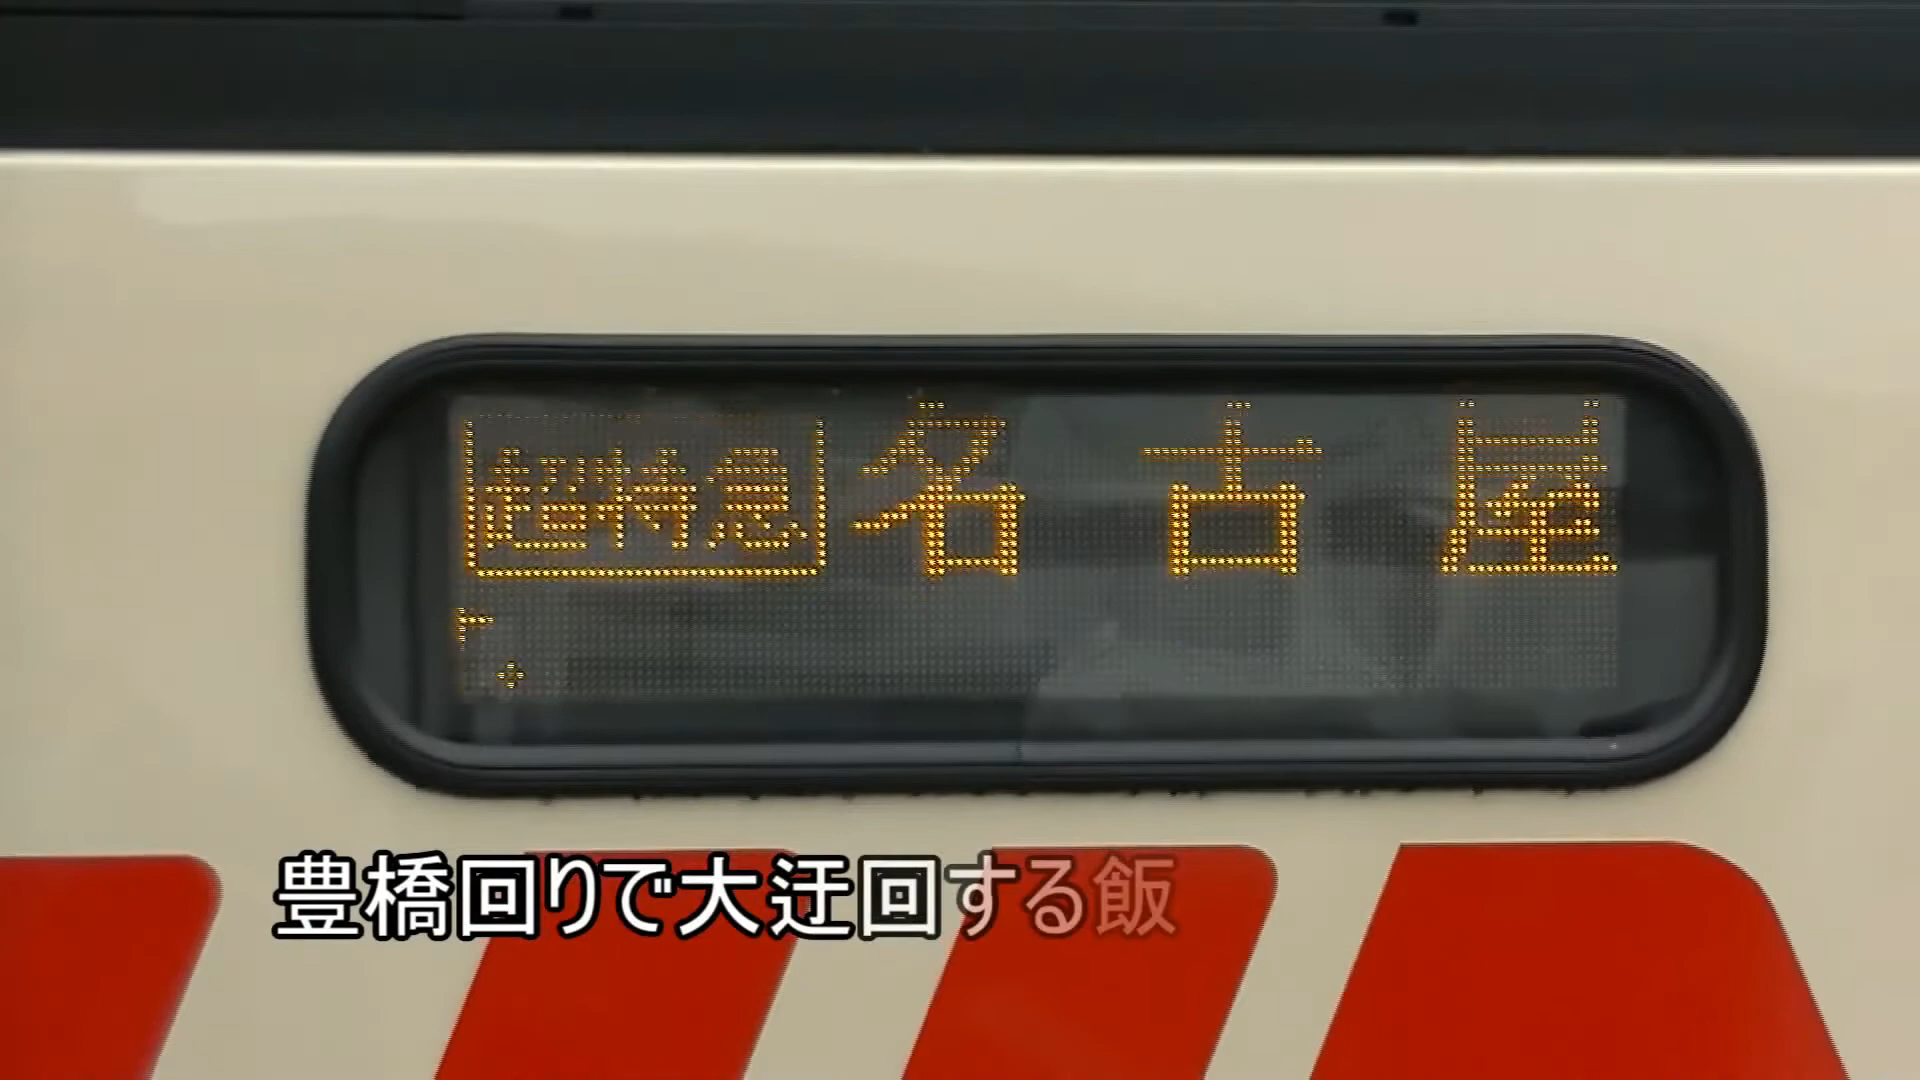 超特急 名古屋
豊橋回りで大迂回する飯